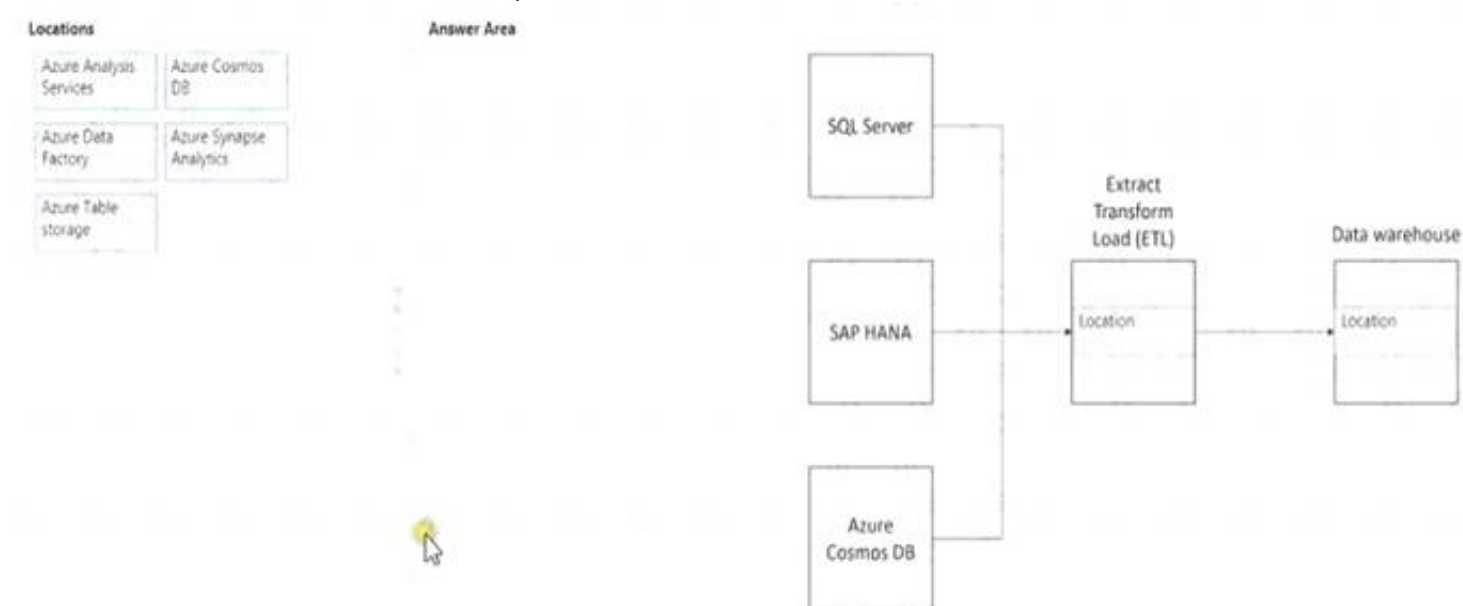 Locations
Answer Area
Azure Analysis
Services
Azure Cosmos
DB
Azure Data
Factory
Azure Synapse
Analytics
Azure Table
storage
SQL Server
SAP HANA
Azure
Cosmos DB
Extract
Transform
Load (ETL)
Location
Data warehouse
Location